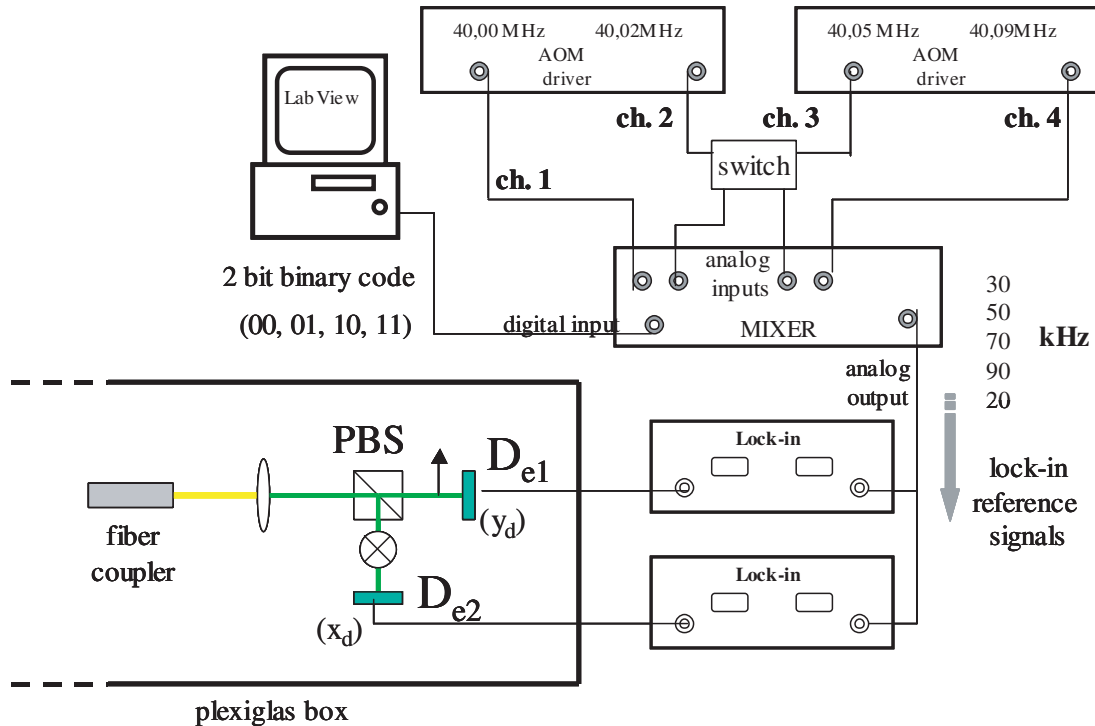 40,00 MHz 40,02MHz
AOM
driver
40,05 MHz 40,09MHz
AOM
driver
Lab View
ch. 2
ch. 3
ch. 4
switch
ch. 1
2 bit binary code
(00, 01, 10, 11)
analog
inputs
digital input
MIXER
30
50
70
90
20
kHz
analog
output
PBS
De1
(yd)
Lock-in
lock-in
reference
signals
fiber
coupler
Lock-in
De2
(xd)
plexiglas box